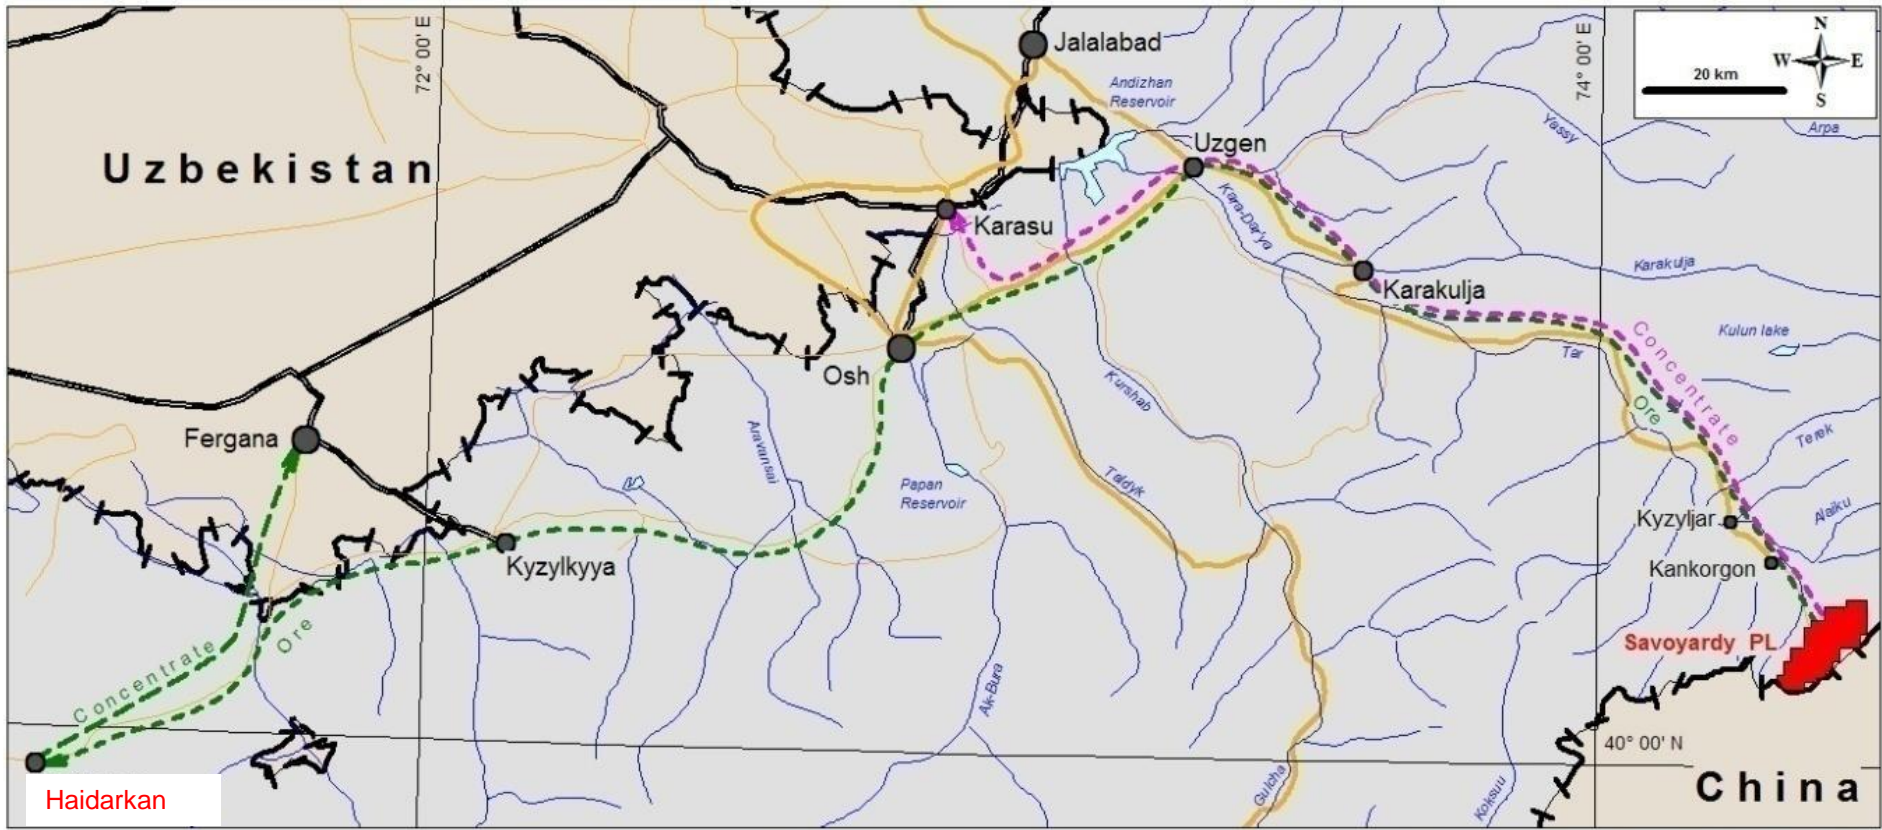 72° 00' E
Jalalabad
74° 00' E
N
W
E
S
20 km
Andizhan
Reservoir
Yassy
Arpa
Uzbekistan
Uzgen
Karasu
Kara-Dar'ya
Karakulja
Karakulja
Concentrate
Kulun lake
Tar
Osh
Kurshab
Ore
Fergana
Aravansai
Terek
Papan
Reservoir
Taldyk
Kyzyljar
Alaiku
Kyzylkyya
Kankorgon
Concentrate
Ore
Savoyardy PL
Ak-Bura
40° 00' N
Gulcha
Koksuu
China
Haidarkan